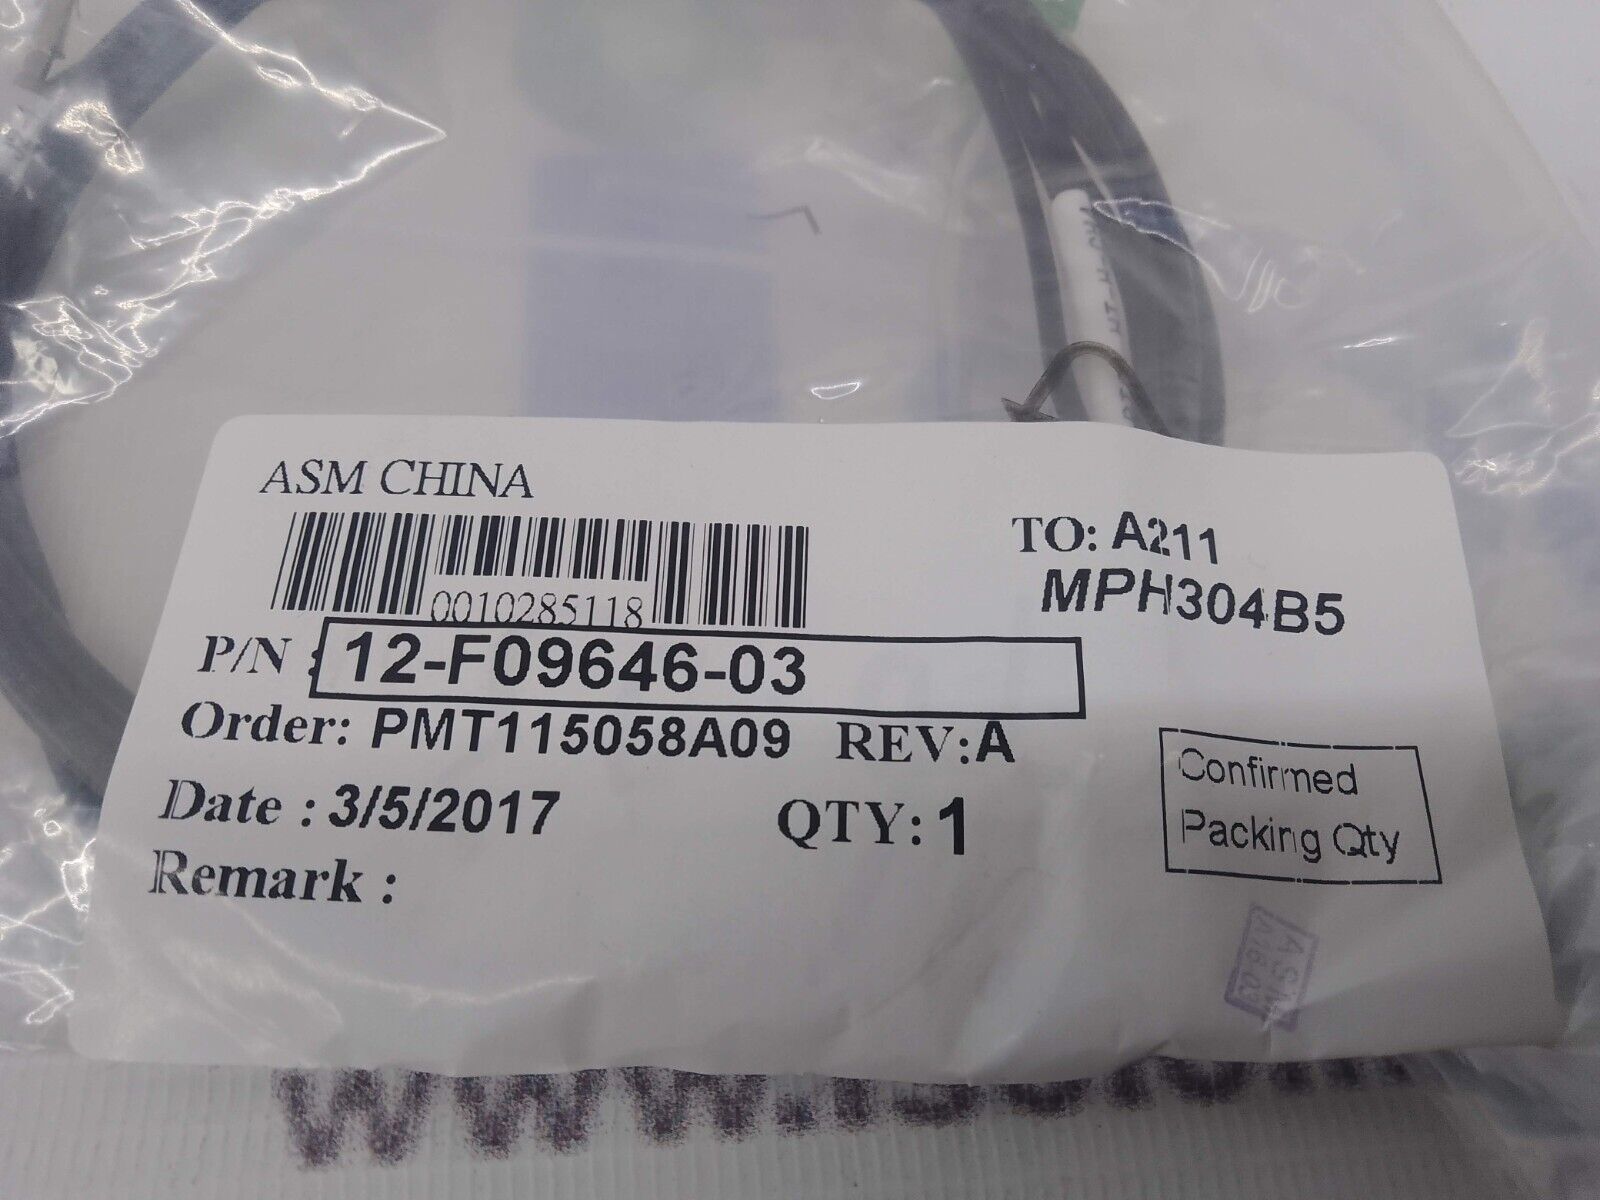 ASM CHINA
TO: A211
MPH304B5
0010285118
P/N : 12-F09646-03
Order: PMT115058A09 REV:A
Date : 3/5/2017 QTY: 1
Remark :
Confirmed
Packing Qty